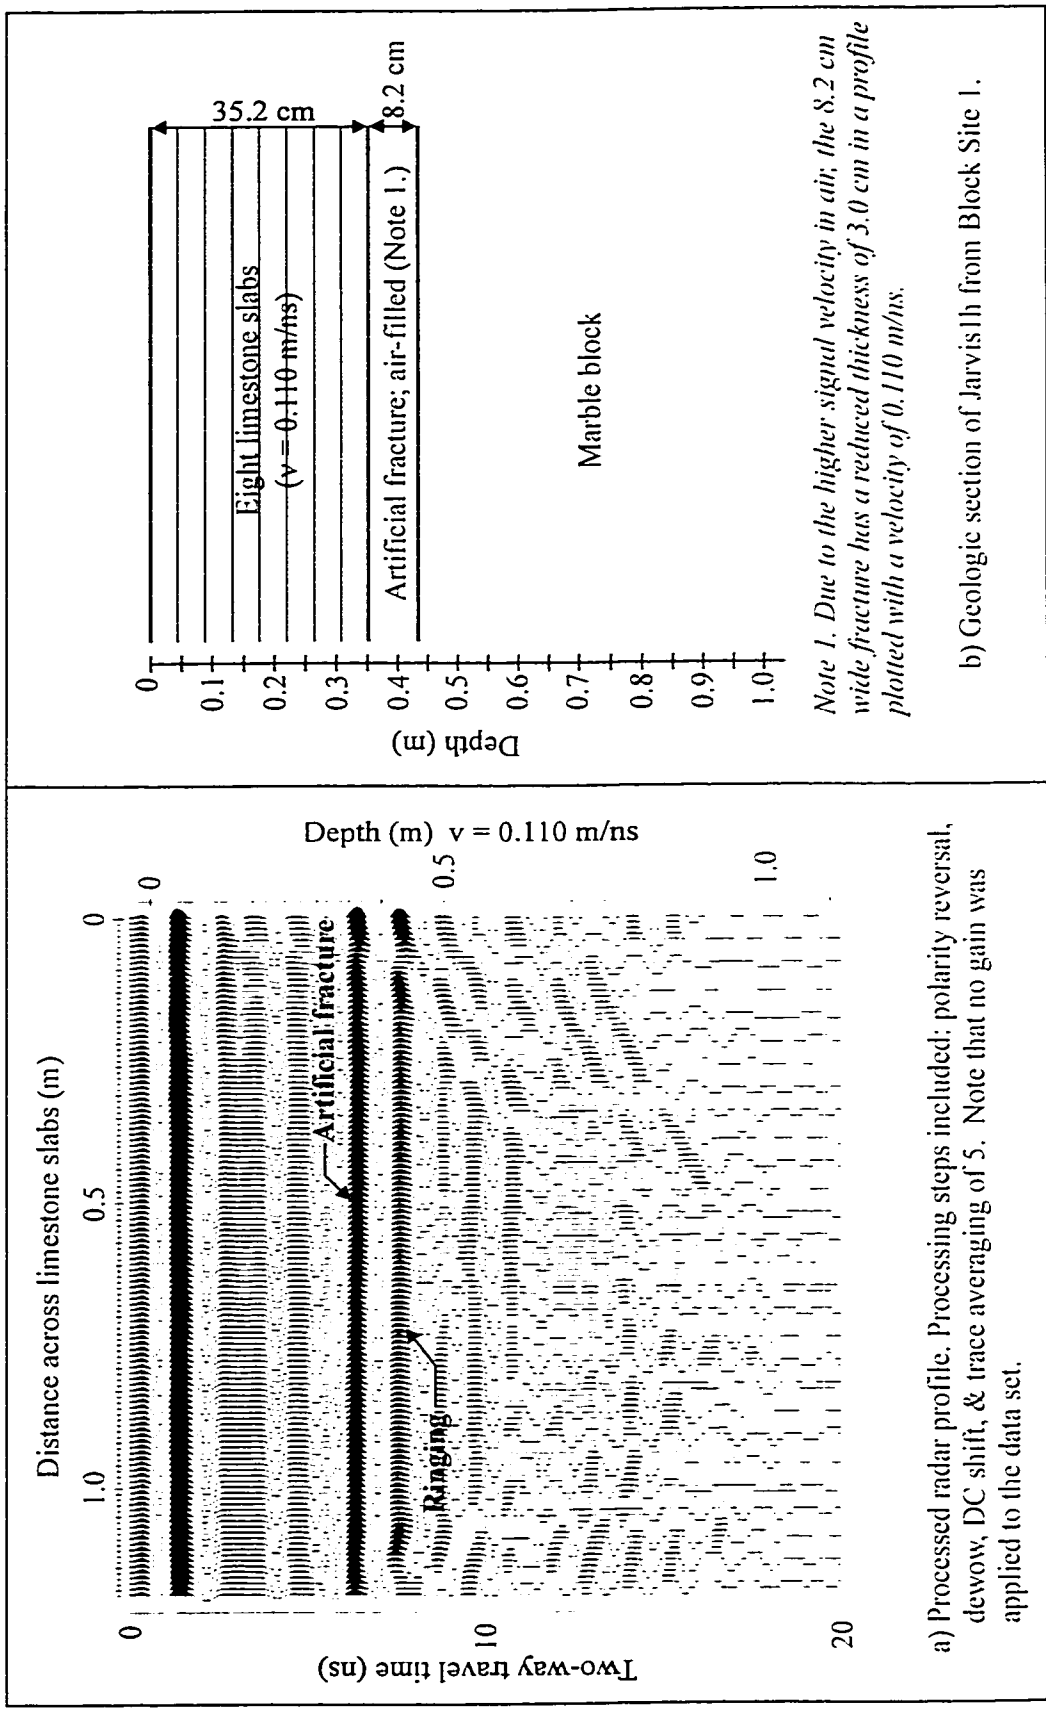 Distance across limestone slabs (m)
1.0
0.5
0
0
10
20
Two-way travel time (ns)
0
0.5
1.0
Depth (m) v = 0.110 m/ns
Artificial fracture
Ringing
a) Processed radar profile. Processing steps included: polarity reversal,
dewow, DC shift, & trace averaging of 5. Note that no gain was
applied to the data set.
0
0.1
0.2
0.3
0.4
0.5
0.6
0.7
0.8
0.9
1.0
Depth (m)
Eight limestone slabs
(v = 0.110 m/ns)
35.2 cm
Artificial fracture; air-filled (Note 1.)
8.2 cm
Marble block
Note 1. Due to the higher signal velocity in air; the 8.2 cm
wide fracture has a reduced thickness of 3.0 cm in a profile
plotted with a velocity of 0.110 m/ns.
b) Geologic section of Jarvis1h from Block Site 1.